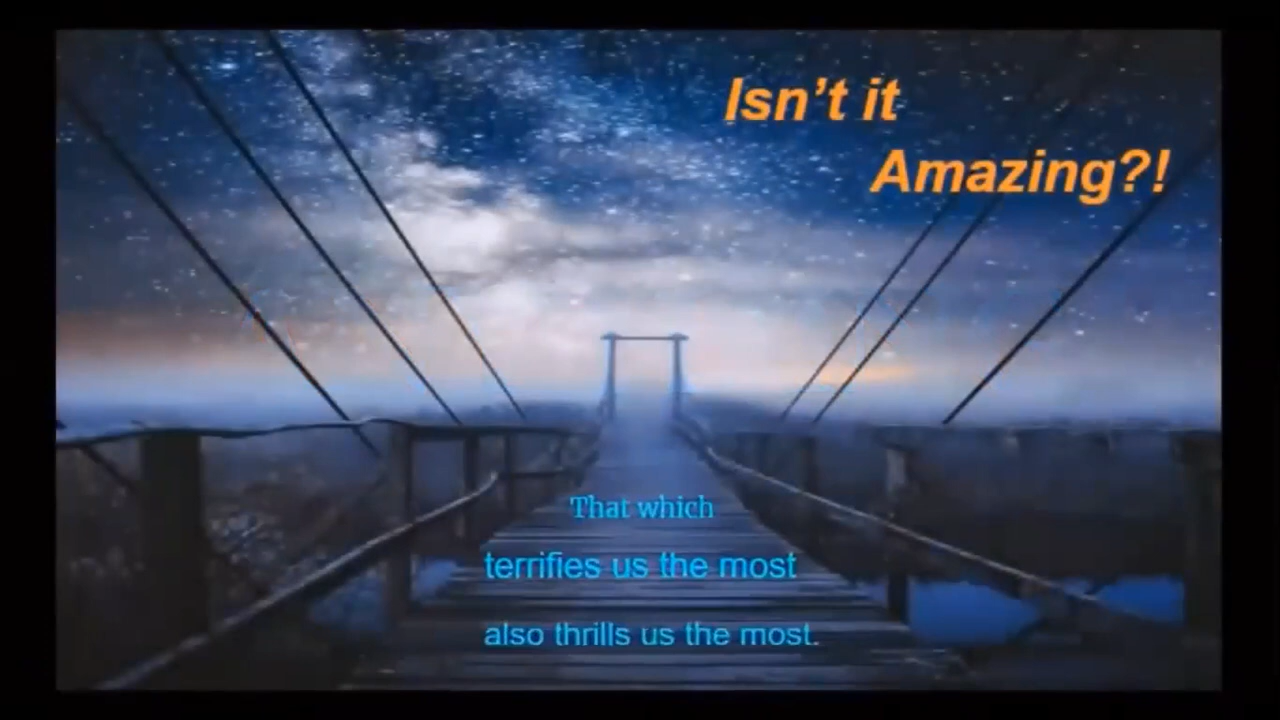 Isn’t it
Amazing?!
That which
terrifies us the most
also thrills us the most.